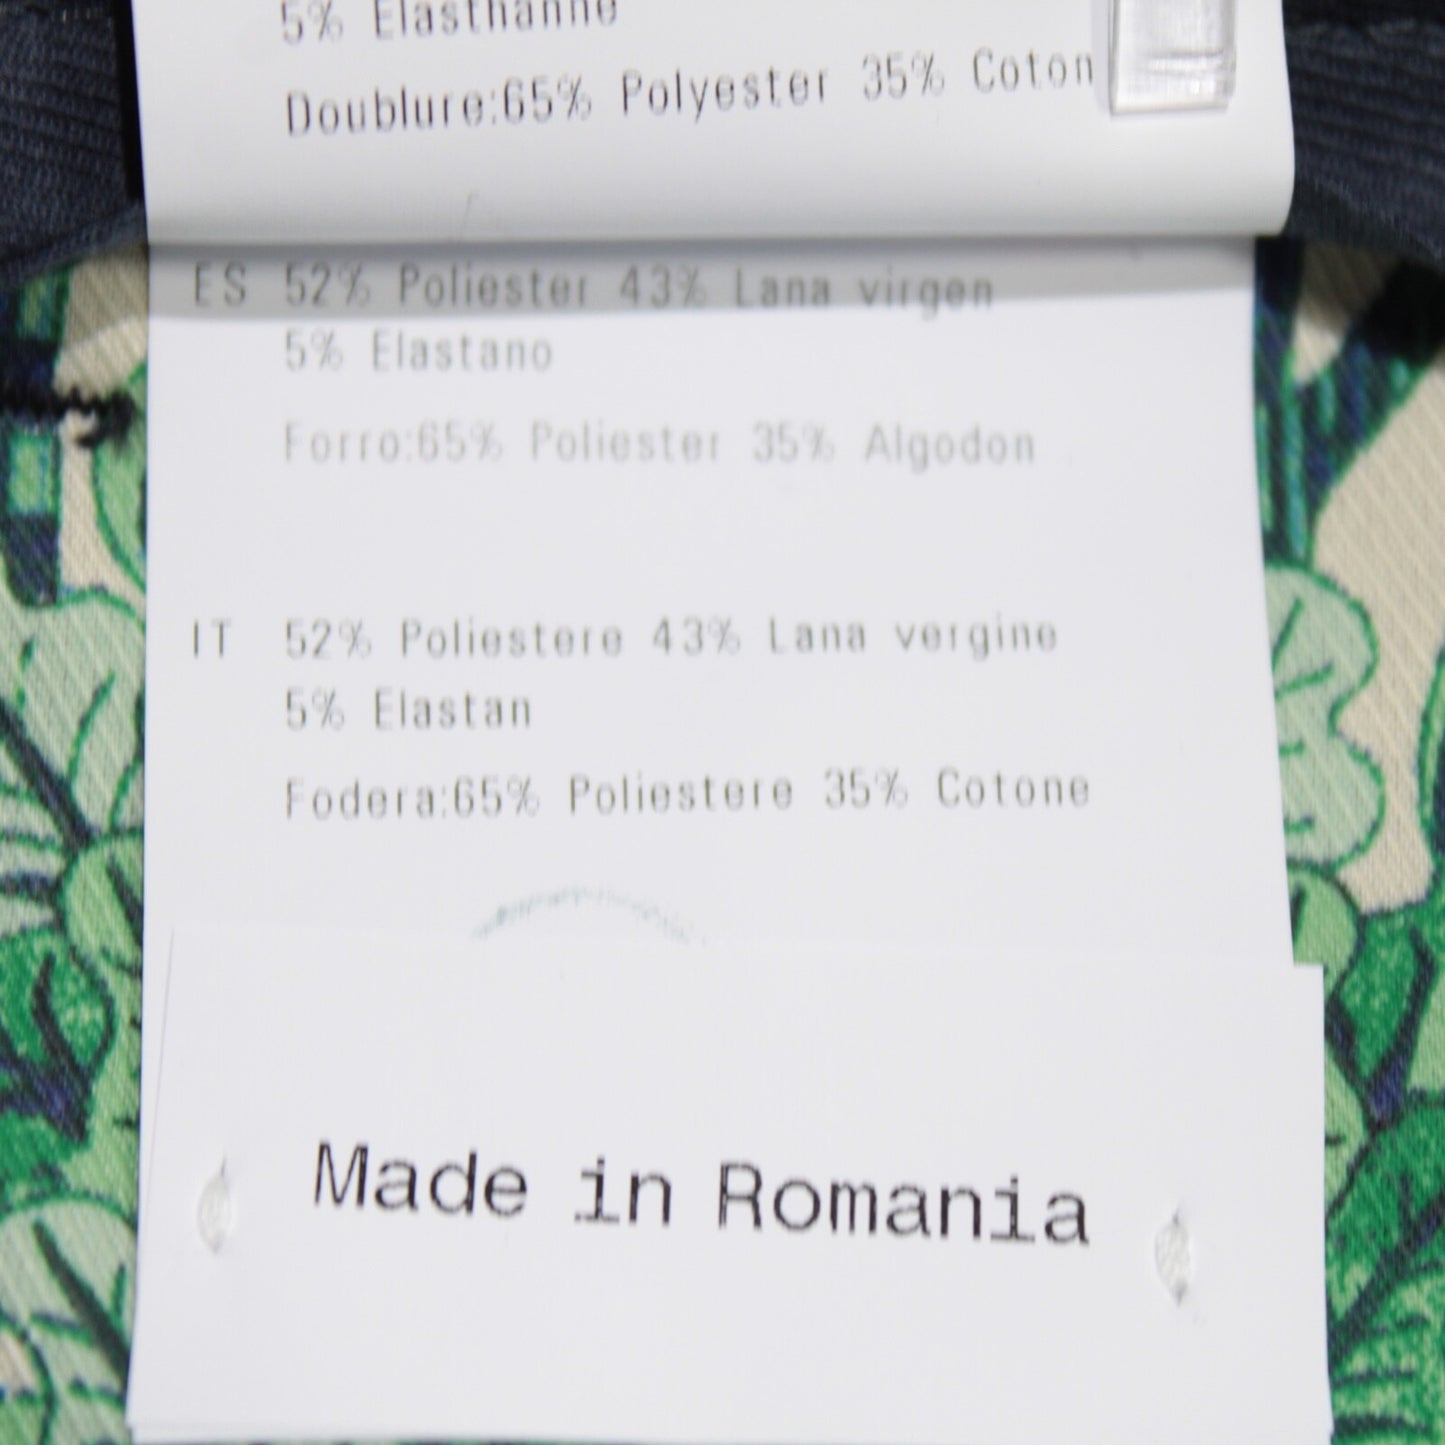 5% Elasthanne
Doublure:65% Polyester 35% Coton
ES 52% Poliester 43% Lana virgen
5% Elastano
Forro:65% Poliester 35% Algodon
IT 52% Poliestere 43% Lana vergine
5% Elastan
Fodera:65% Poliestere 35% Cotone
Made in Romania